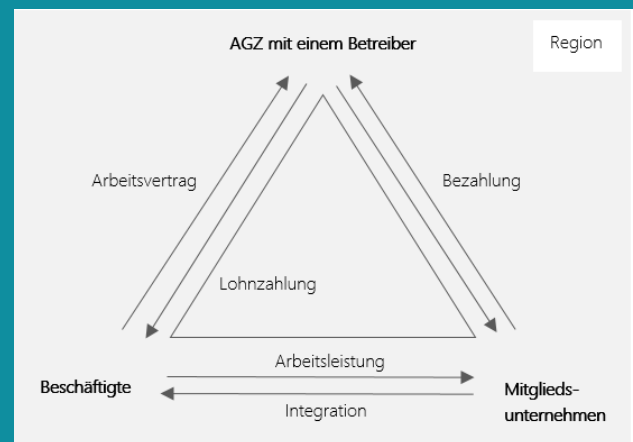 AGZ mit einem Betreiber
Region
Arbeitsvertrag
Bezahlung
Lohnzahlung
Arbeitsleistung
Beschäftigte
Mitglieds-
unternehmen
Integration